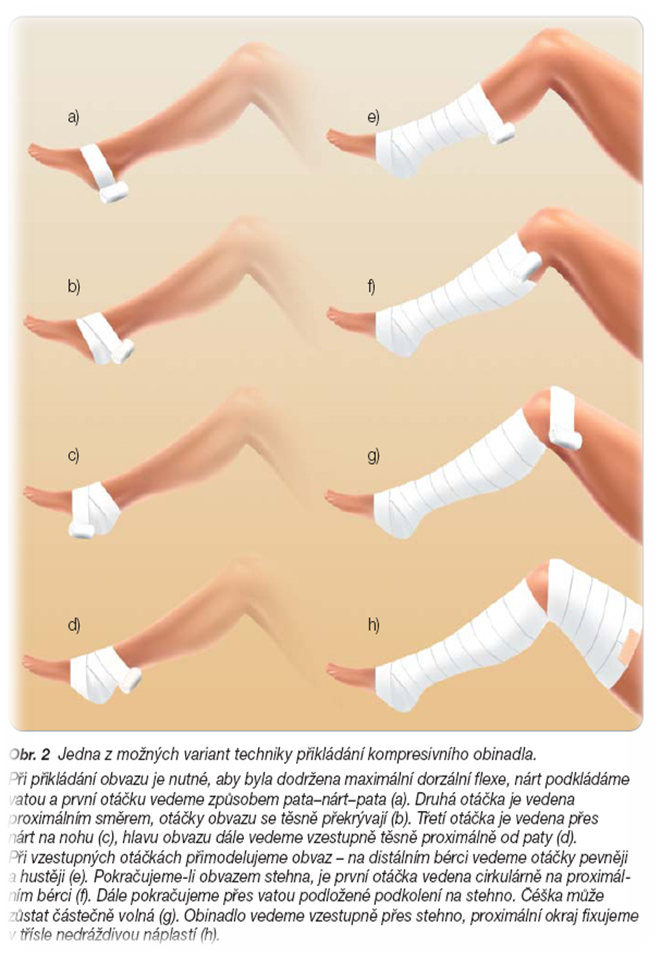 a)
b)
c)
d)
e)
f)
g)
h)
Obr. 2 Jedna z možných variant techniky přikládání kompresivního obinadla.
Při přikládání obvazu je nutné, aby byla dodržena maximální dorzální flexe, nárt podkládáme
vatou a první otáčku vedeme způsobem pata–nárt–pata (a). Druhá otáčka je vedena
proximálním směrem, otáčky obvazu se těsně překrývají (b). Třetí otáčka je vedena přes
nárt na nohu (c), hlavu obvazu dále vedeme vzestupně těsně proximálně od paty (d).
Při vzestupných otáčkách přimodelujeme obvaz – na distálním bérci vedeme otáčky pevněji
a hustěji (e). Pokračujeme-li obvazem stehna, je první otáčka vedena cirkulárně na proximál-
ním bérci (f). Dále pokračujeme přes vatou podložené podkolení na stehno. Čéška může
zůstat částečně volná (g). Obinadlo vedeme vzestupně přes stehno, proximální okraj fixujeme
v třísle nedráždivou náplastí (h).